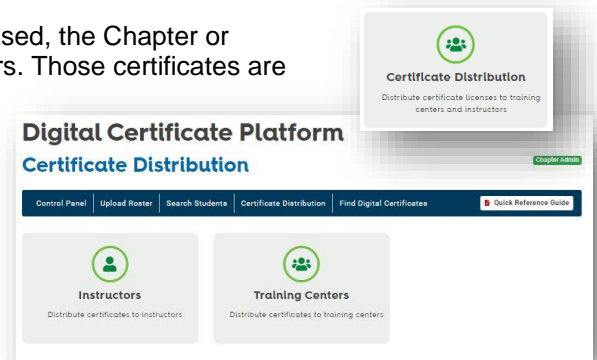 sed, the Chapter or
rs. Those certificates are
Certificate Distribution
Distribute certificate licenses to training
centers and instructors
Digital Certificate Platform
Certificate Distribution
Chapter Admin
Control Panel
Upload Roster
Search Students
Certificate Distribution
Find Digital Certificates
Quick Reference Guide
Instructors
Distribute certificates to instructors
Training Centers
Distribute certificates to training centers